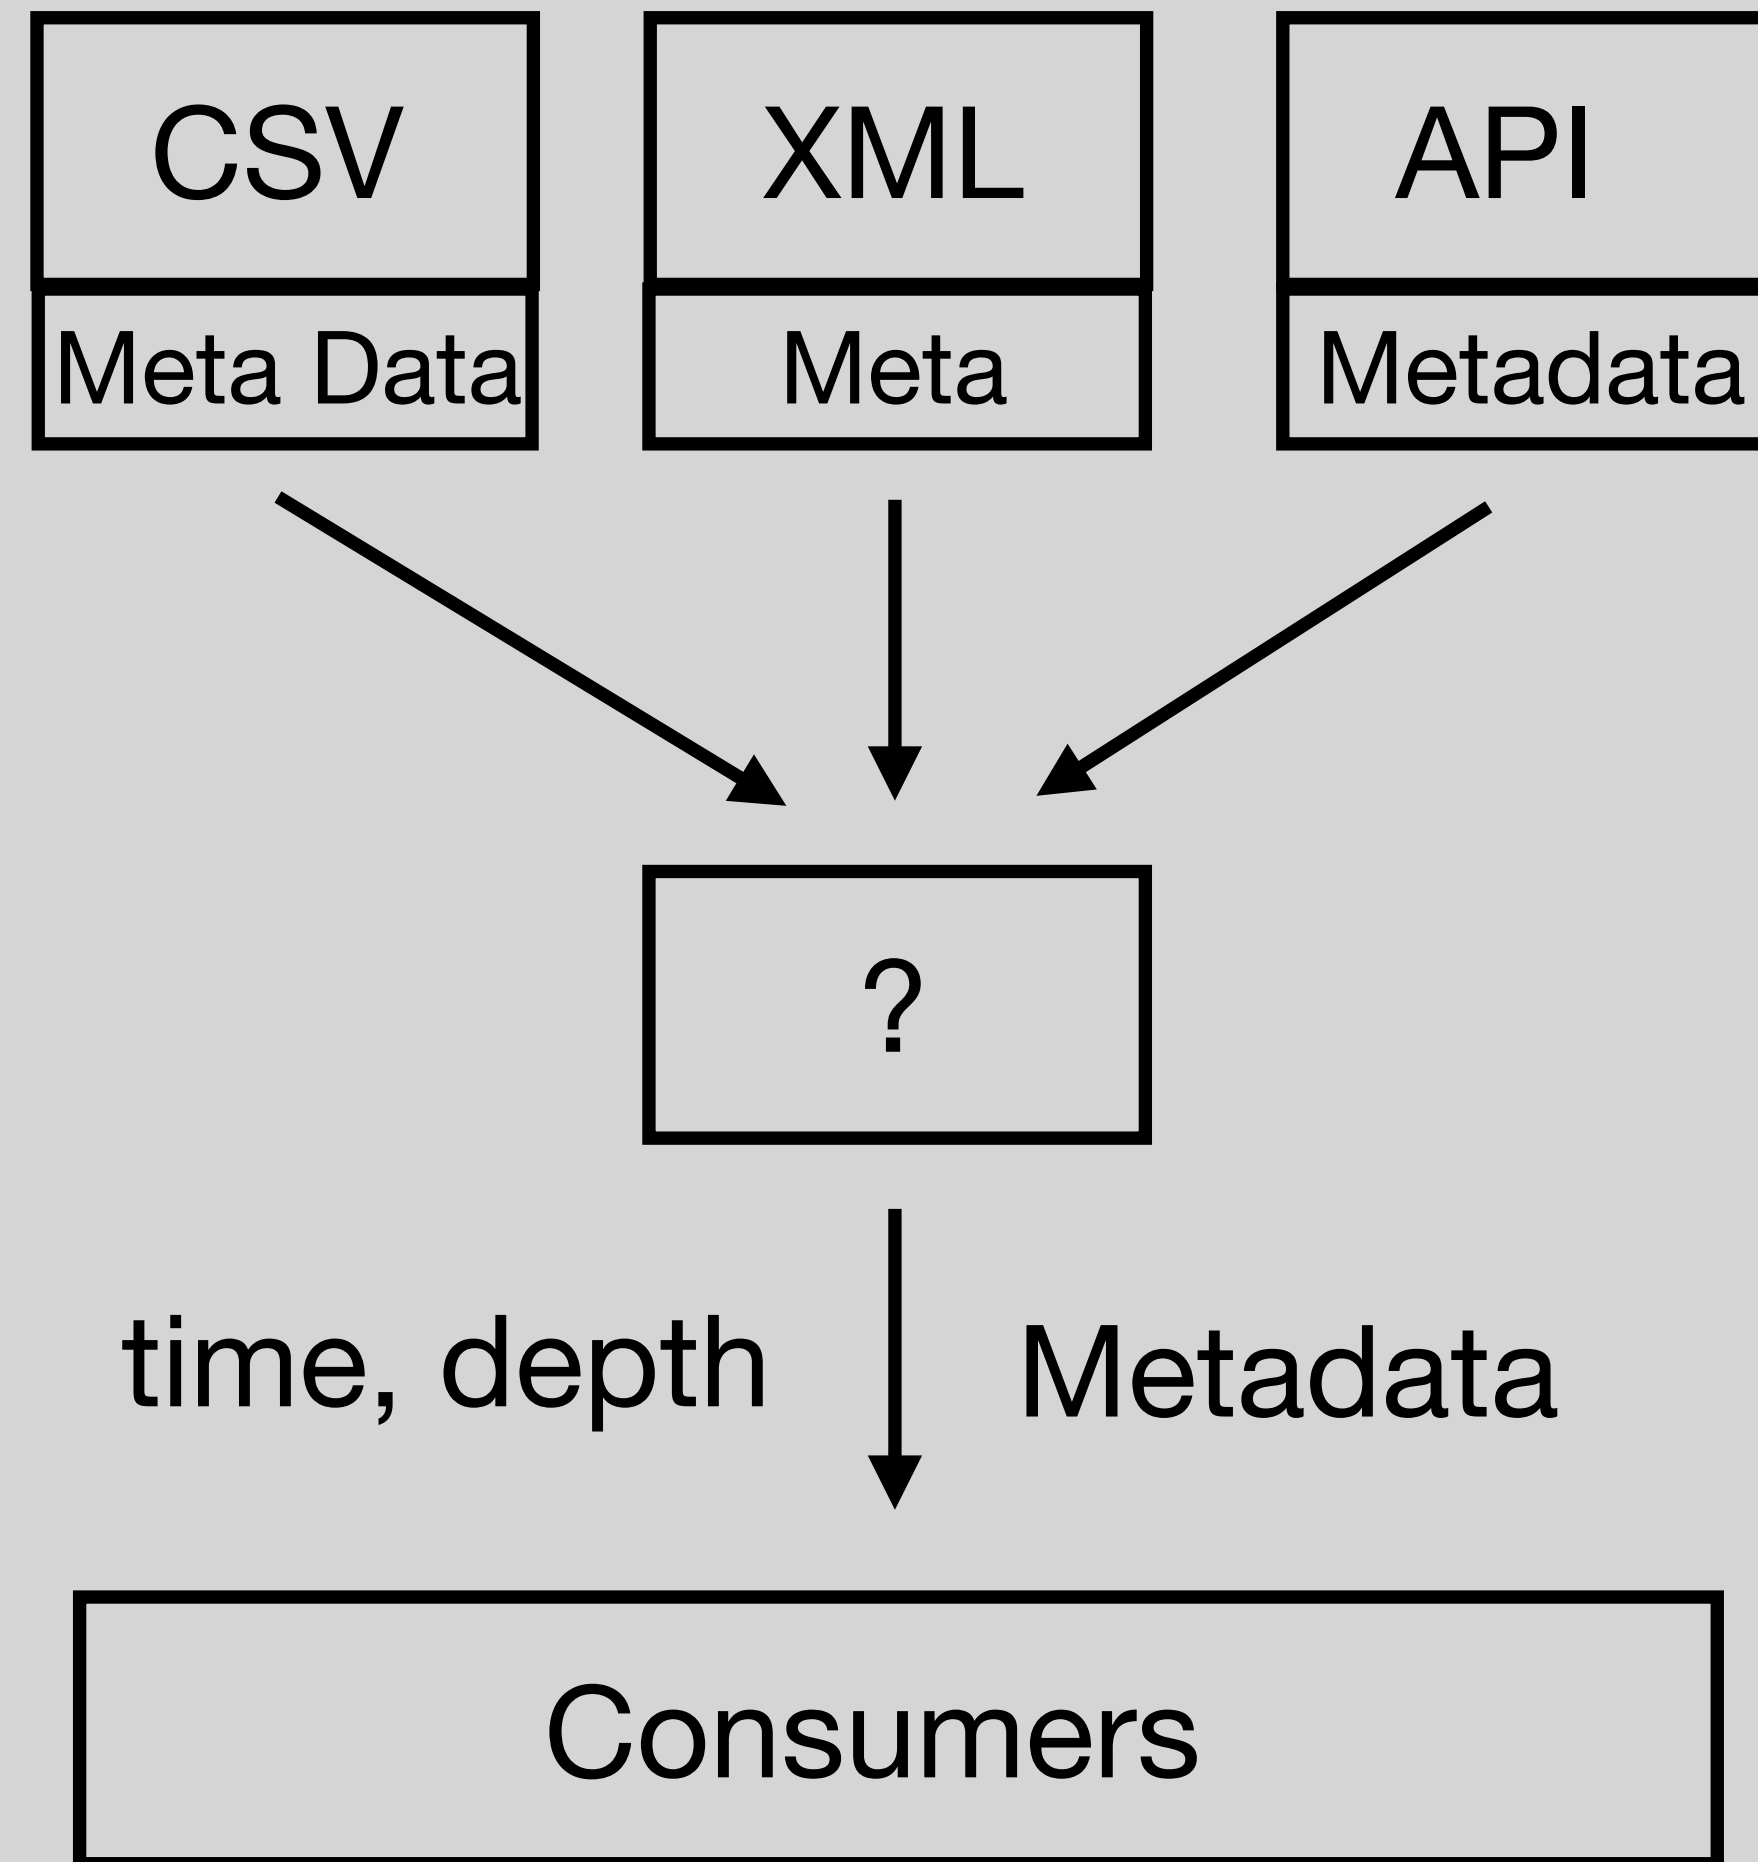 CSV
XML
API
Meta Data
Meta
Metadata
?
time, depth
Metadata
Consumers